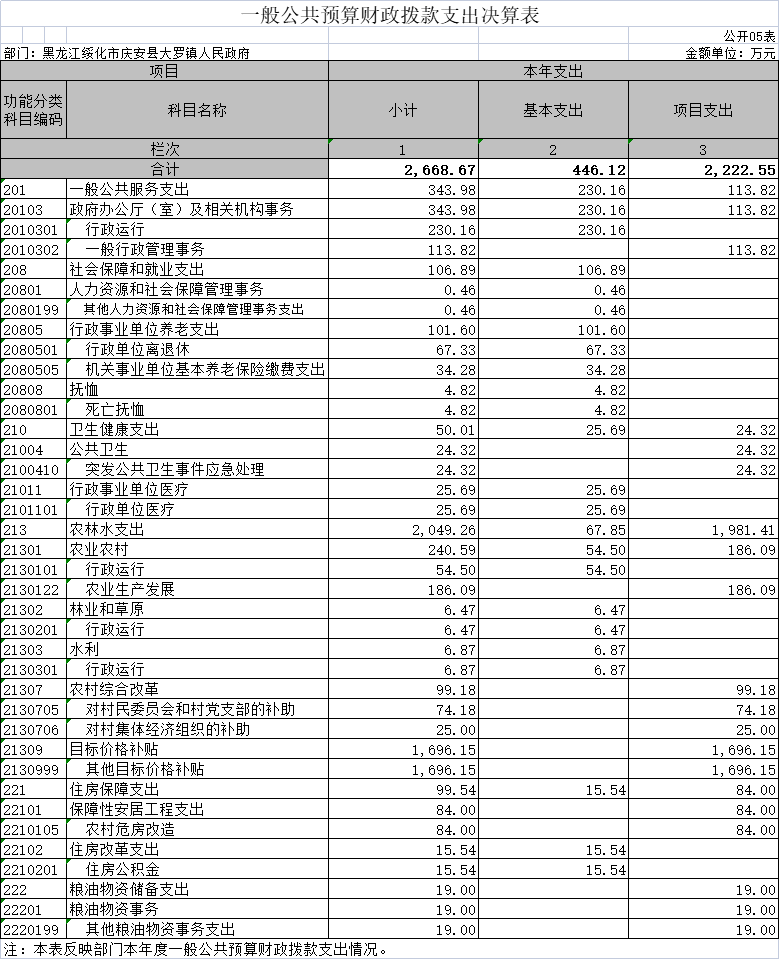 一般公共预算财政拨款支出决算表
公开05表
部门：黑龙江绥化市庆安县大罗镇人民政府 金额单位：万元
项目 本年支出
功能分类科目编码 科目名称 小计 基本支出 项目支出
栏次 1 2 3
合计 2,668.67 446.12 2,222.55
201 一般公共服务支出 343.98 230.16 113.82
20103 政府办公厅（室）及相关机构事务 343.98 230.16 113.82
2010301 行政运行 230.16 230.16
2010302 一般行政管理事务 113.82 113.82
208 社会保障和就业支出 106.89 106.89
20801 人力资源和社会保障管理事务 0.46 0.46
2080199 其他人力资源和社会保障管理事务支出 0.46 0.46
20805 行政事业单位养老支出 101.60 101.60
2080501 行政单位离退休 67.33 67.33
2080505 机关事业单位基本养老保险缴费支出 34.28 34.28
20808 抚恤 4.82 4.82
2080801 死亡抚恤 4.82 4.82
210 卫生健康支出 50.01 25.69 24.32
21004 公共卫生 24.32 24.32
2100410 突发公共卫生事件应急处理 24.32 24.32
21011 行政事业单位医疗 25.69 25.69
2101101 行政单位医疗 25.69 25.69
213 农林水支出 2,049.26 67.85 1,981.41
21301 农业农村 240.59 54.50 186.09
2130101 行政运行 54.50 54.50
2130122 农业生产发展 186.09 186.09
21302 林业和草原 6.47 6.47
2130201 行政运行 6.47 6.47
21303 水利 6.87 6.87
2130301 行政运行 6.87 6.87
21307 农村综合改革 99.18 99.18
2130705 对村民委员会和村党支部的补助 74.18 74.18
2130706 对村集体经济组织的补助 25.00 25.00
21309 目标价格补贴 1,696.15 1,696.15
2130999 其他目标价格补贴 1,696.15 1,696.15
221 住房保障支出 99.54 15.54 84.00
22101 保障性安居工程支出 84.00 84.00
2210105 农村危房改造 84.00 84.00
22102 住房改革支出 15.54 15.54
2210201 住房公积金 15.54 15.54
222 粮油物资储备支出 19.00 19.00
22201 粮油物资事务 19.00 19.00
2220199 其他粮油物资事务支出 19.00 19.00
注：本表反映部门本年度一般公共预算财政拨款支出情况。